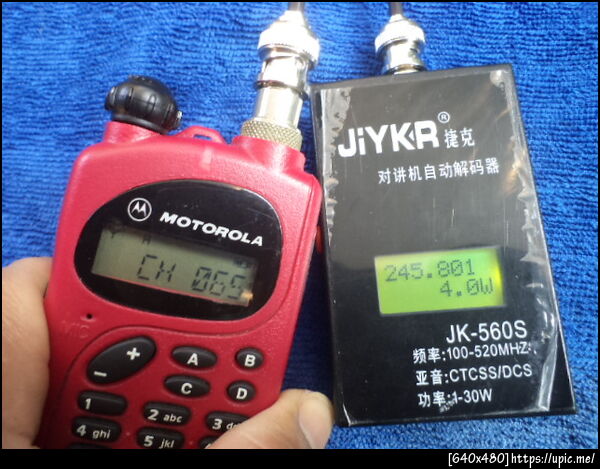 MOTOROLA
CH 065
MIC
+
−
A
B
C
D
1
2 abc
3
4 ghi
5 jkl
JiYKR® 捷克
对讲机自动解码器
245.801
4.0W
JK-560S
频率:100-520MHZ
亚音:CTCSS/DCS
功率:1-30W
[640x480]https://upic.me/